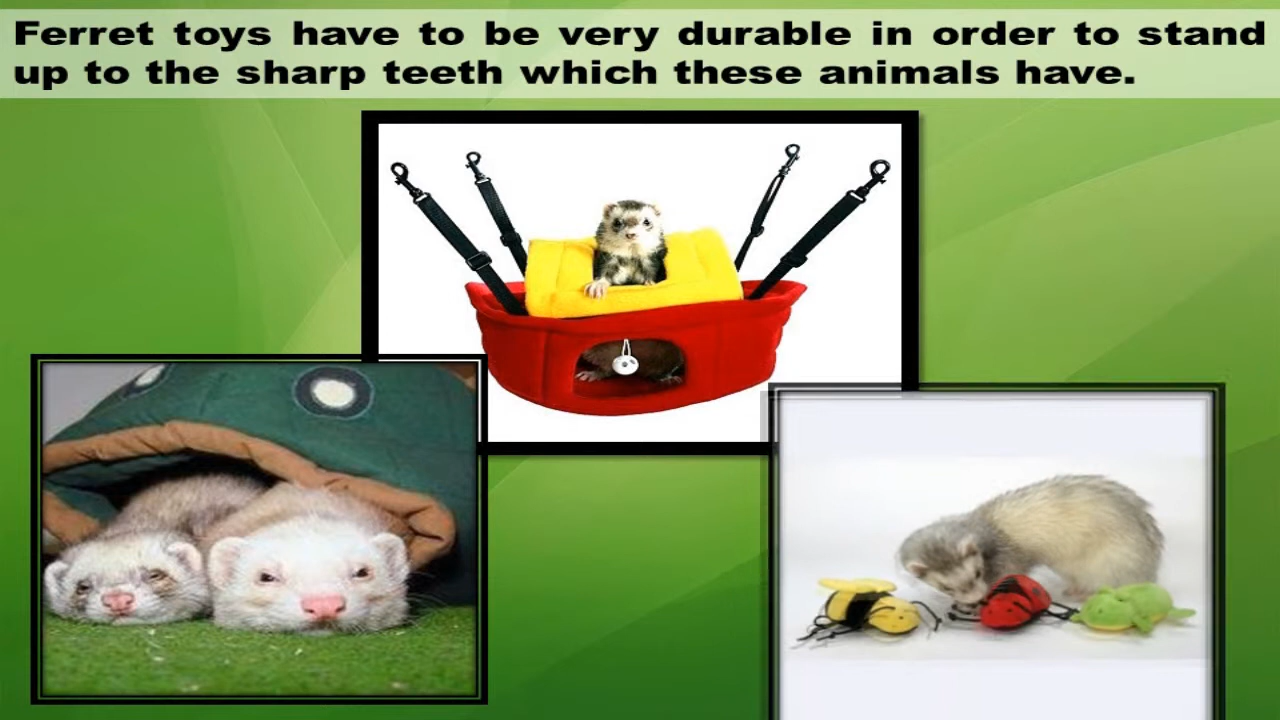 Ferret toys have to be very durable in order to stand
up to the sharp teeth which these animals have.